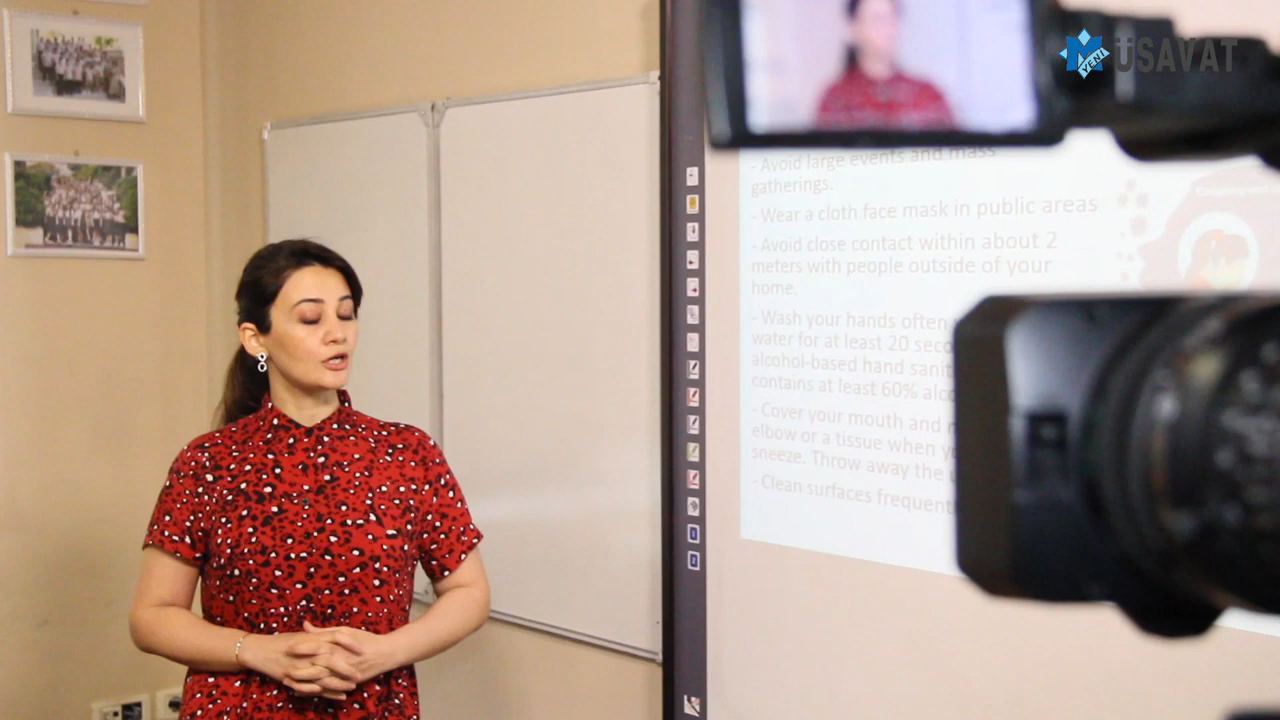 YENİ
ÜSAVAT
- Avoid large events and mass
gatherings.
- Wear a cloth face mask in public areas
- Avoid close contact within about 2
meters with people outside of your
home.
- Wash your hands often
water for at least 20 seco
alcohol-based hand sanit
contains at least 60% alco
- Cover your mouth and
elbow or a tissue when
sneeze. Throw away the
- Clean surfaces frequent